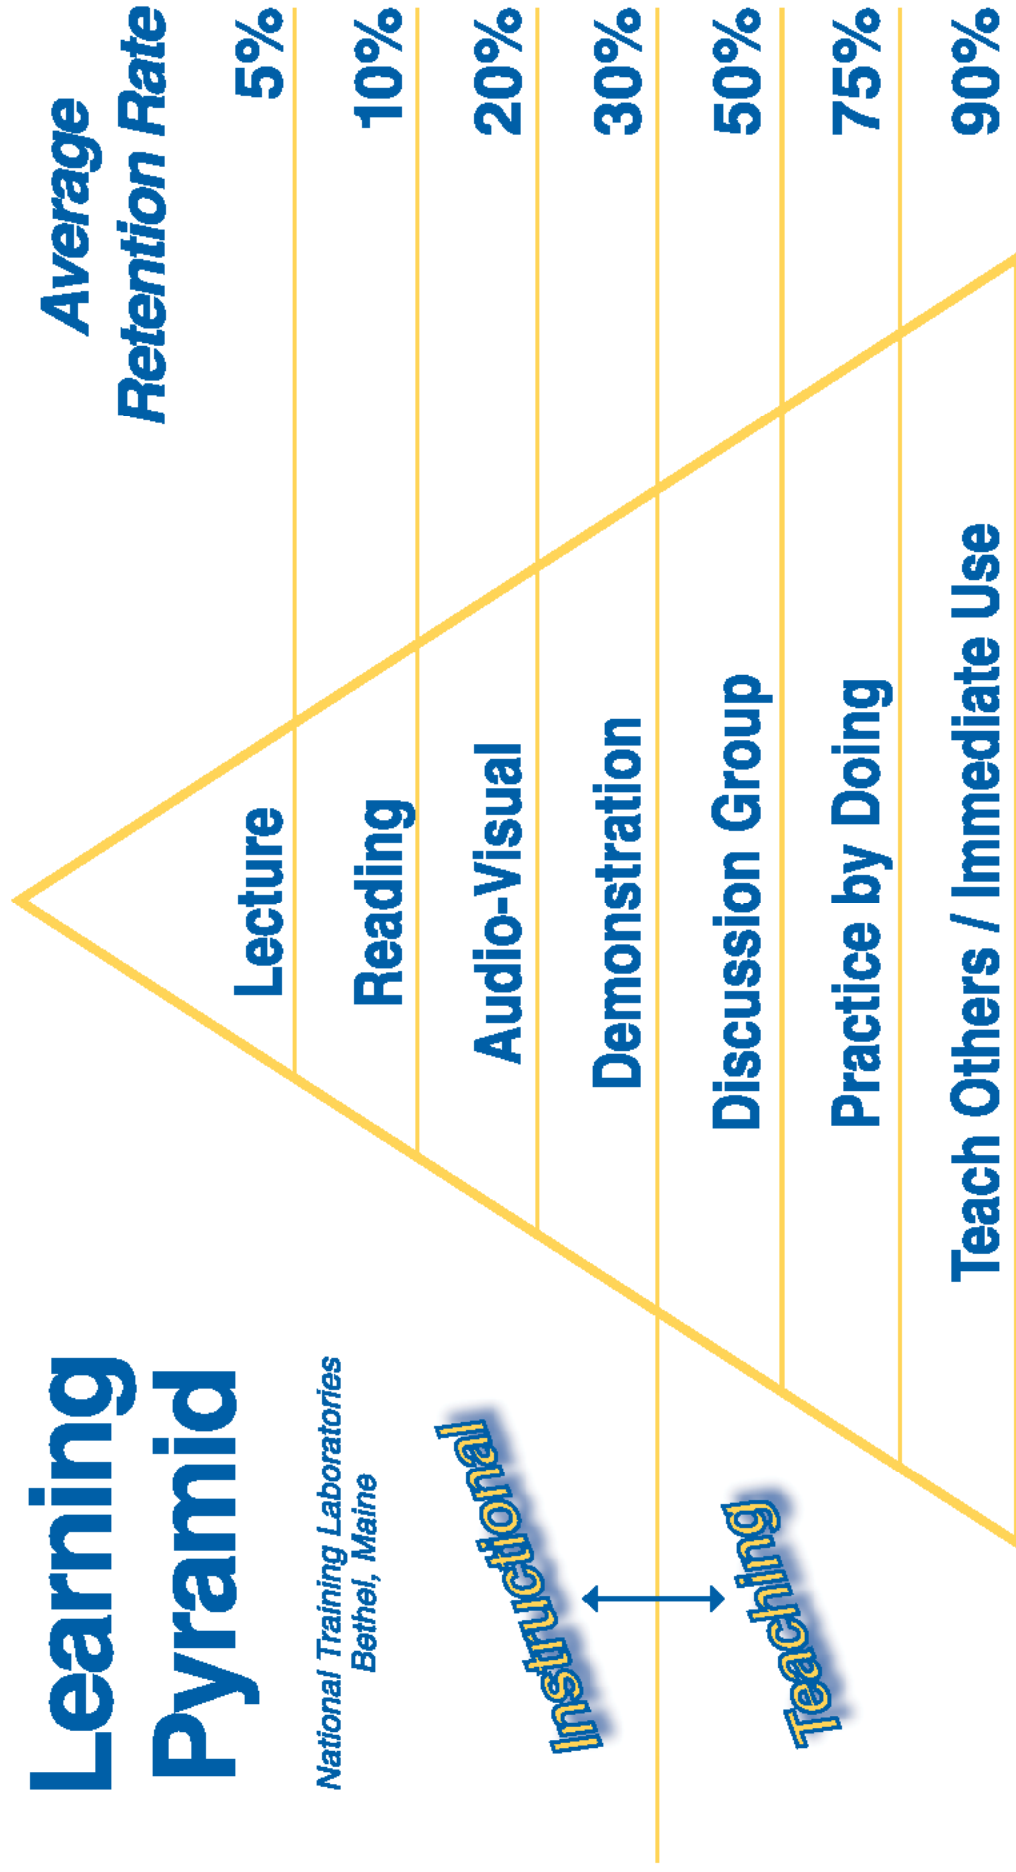 Learning
Pyramid
National Training Laboratories
Bethel, Maine
Average
Retention Rate
Lecture 5%
Reading 10%
Audio-Visual 20%
Demonstration 30%
Discussion Group 50%
Practice by Doing 75%
Teach Others / Immediate Use 90%
Instructional
Teaching